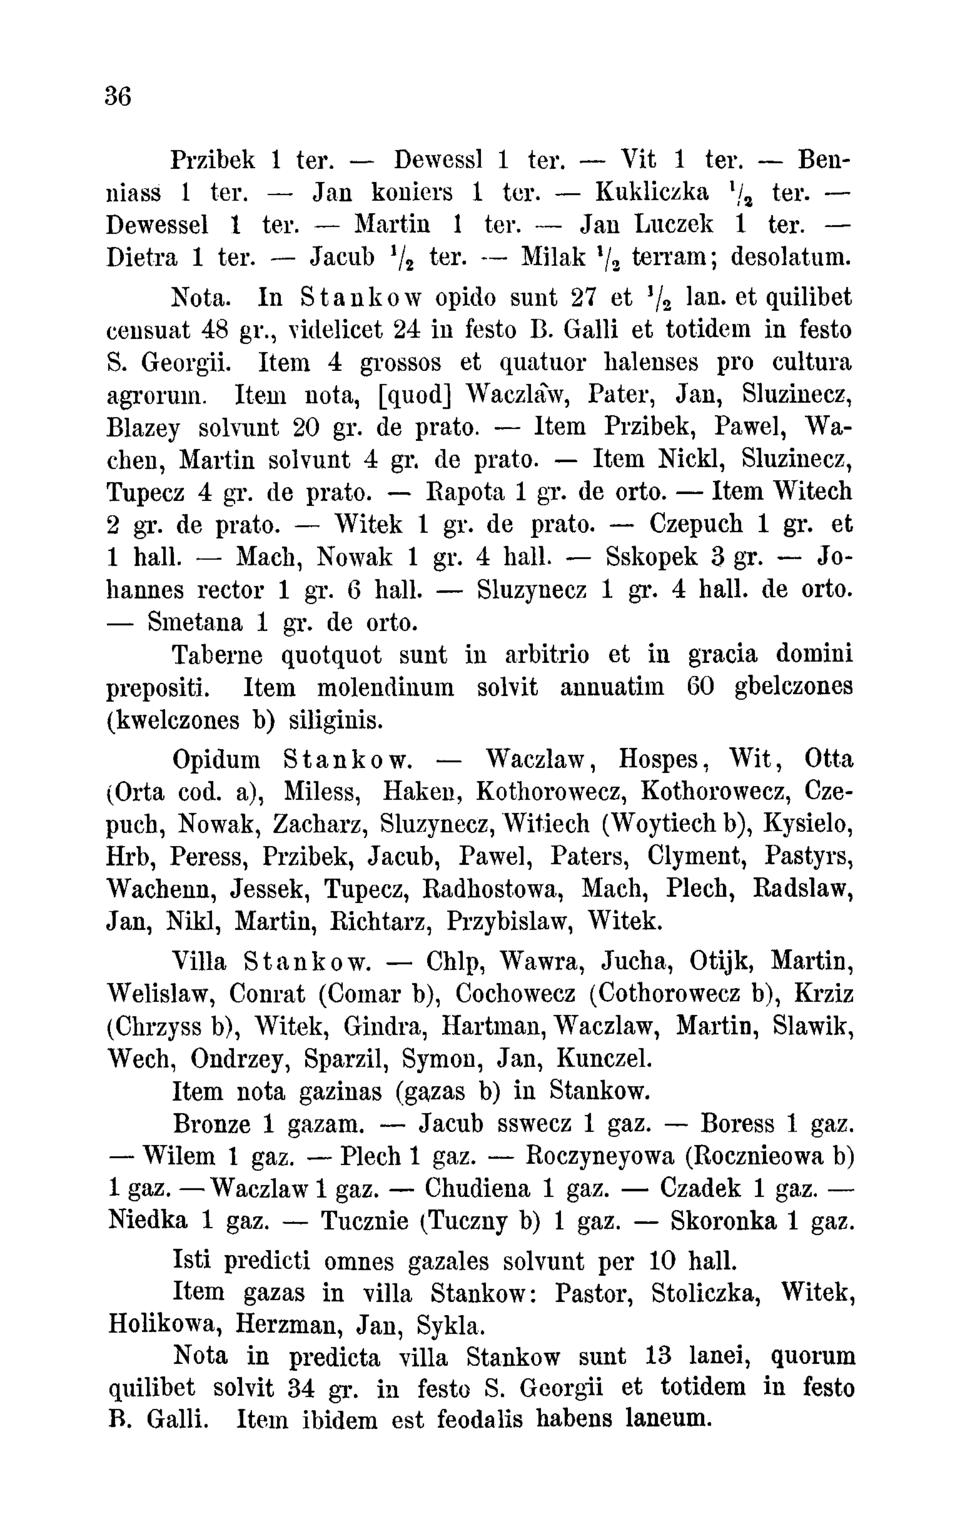 36
Przibek 1 ter. — Dewessl 1 ter. — Vit 1 ter. — Ben-
niass 1 ter. — Jan koniers 1 ter. — Kukliczka ½ ter. —
Dewessel 1 ter. — Martin 1 ter. — Jan Luczek 1 ter. —
Dietra 1 ter. — Jacub ½ ter. — Milak ½ terram; desolatum.
Nota. In Stankow opido sunt 27 et ½ lan. et quilibet
censuat 48 gr., videlicet 24 in festo B. Galli et totidem in festo
S. Georgii. Item 4 grossos et quatuor halenses pro cultura
agrorum. Item nota, [quod] Waczlaw, Pater, Jan, Sluzinecz,
Blazey solvunt 20 gr. de prato. — Item Przibek, Pawel, Wa-
chen, Martin solvunt 4 gr. de prato. — Item Nickl, Sluzinecz,
Tupecz 4 gr. de prato. — Rapota 1 gr. de orto. — Item Witech
2 gr. de prato. — Witek 1 gr. de prato. — Czepuch 1 gr. et
1 hall. — Mach, Nowak 1 gr. 4 hall. — Sskopek 3 gr. — Jo-
hannes rector 1 gr. 6 hall. — Sluzynecz 1 gr. 4 hall. de orto.
— Smetana 1 gr. de orto.
Taberne quotquot sunt in arbitrio et in gracia domini
prepositi. Item molendinum solvit annuatim 60 gbelczones
(kwelczones b) siliginis.
Opidum Stankow. — Waczlaw, Hospes, Wit, Otta
(Orta cod. a), Miless, Haken, Kothorowecz, Kothorowecz, Cze-
puch, Nowak, Zacharz, Sluzynecz, Witiech (Woytiech b), Kysielo,
Hrb, Peress, Przibek, Jacub, Pawel, Paters, Clyment, Pastyrs,
Wachenn, Jessek, Tupecz, Radhostowa, Mach, Plech, Radslaw,
Jan, Nikl, Martin, Richtarz, Przybislaw, Witek.
Villa Stankow. — Chlp, Wawra, Jucha, Otijk, Martin,
Welislaw, Conrat (Comar b), Cochowecz (Cothorowecz b), Krziz
(Chrzyss b), Witek, Gindra, Hartman, Waczlaw, Martin, Slawik,
Wech, Ondrzey, Sparzil, Symon, Jan, Kunczel.
Item nota gazinas (gazas b) in Stankow.
Bronze 1 gazam. — Jacub sswecz 1 gaz. — Boress 1 gaz.
— Wilem 1 gaz. — Plech 1 gaz. — Roczyneyowa (Rocznieowa b)
1 gaz. — Waczlaw 1 gaz. — Chudiena 1 gaz. — Czadek 1 gaz. —
Niedka 1 gaz. — Tucznie (Tuczny b) 1 gaz. — Skoronka 1 gaz.
Isti predicti omnes gazales solvunt per 10 hall.
Item gazas in villa Stankow: Pastor, Stoliczka, Witek,
Holikowa, Herzman, Jan, Sykla.
Nota in predicta villa Stankow sunt 13 lanei, quorum
quilibet solvit 34 gr. in festo S. Georgii et totidem in festo
B. Galli. Item ibidem est feodalis habens laneum.